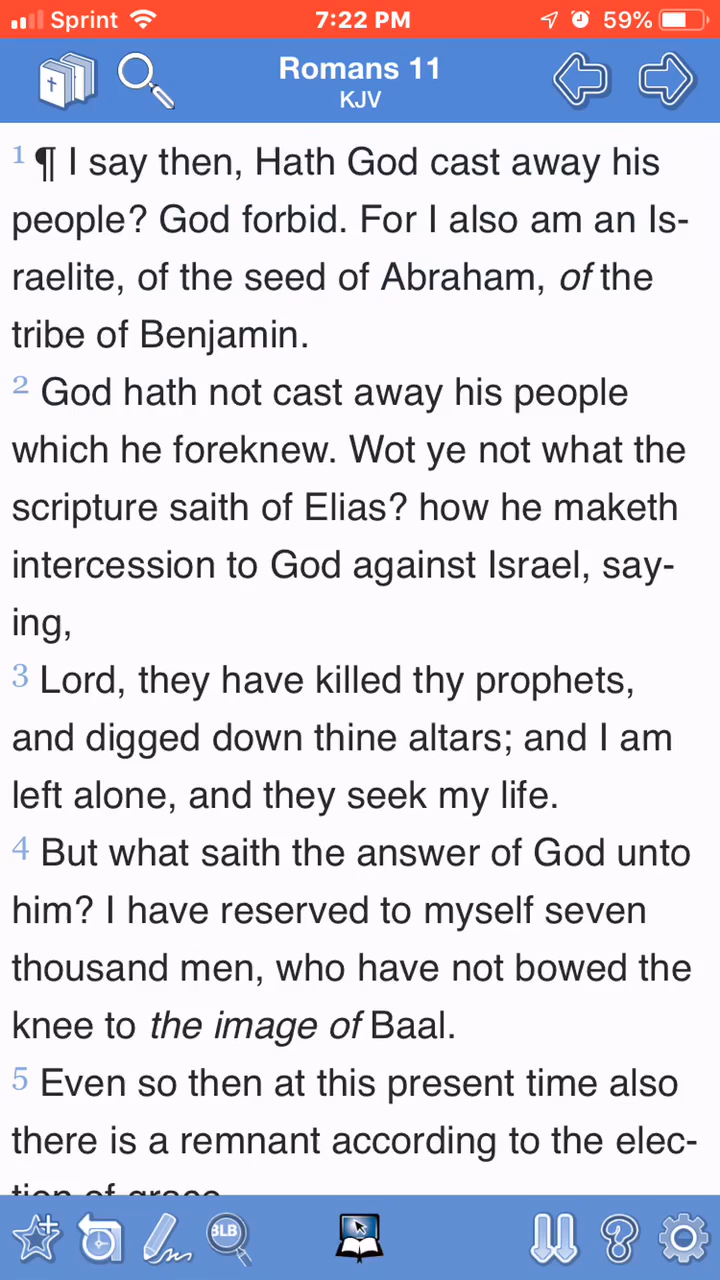 Sprint 7:22 PM 59%
Romans 11
KJV
1 ¶ I say then, Hath God cast away his
people? God forbid. For I also am an Is-
raelite, of the seed of Abraham, of the
tribe of Benjamin.
2 God hath not cast away his people
which he foreknew. Wot ye not what the
scripture saith of Elias? how he maketh
intercession to God against Israel, say-
ing,
3 Lord, they have killed thy prophets,
and digged down thine altars; and I am
left alone, and they seek my life.
4 But what saith the answer of God unto
him? I have reserved to myself seven
thousand men, who have not bowed the
knee to the image of Baal.
5 Even so then at this present time also
there is a remnant according to the elec-
tion of grace
BLB